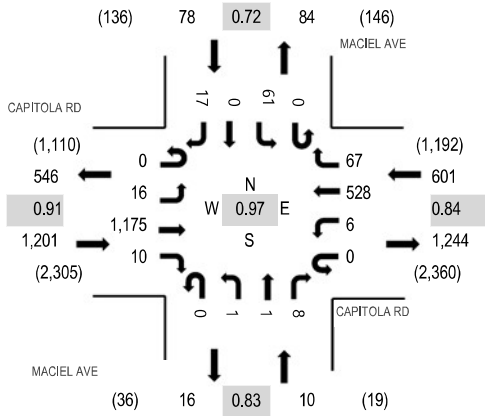 (136) 78 0.72 84 (146)
MACIEL AVE
CAPITOLA RD
17 0 61 0
(1,110) (1,192)
0 67
546 601
16 528
N
0.91 W 0.97 E 0.84
1,175 6
S
1,201 1,244
10 0
(2,305) (2,360)
0 1 1 8
CAPITOLA RD
MACIEL AVE
(36) 16 0.83 10 (19)